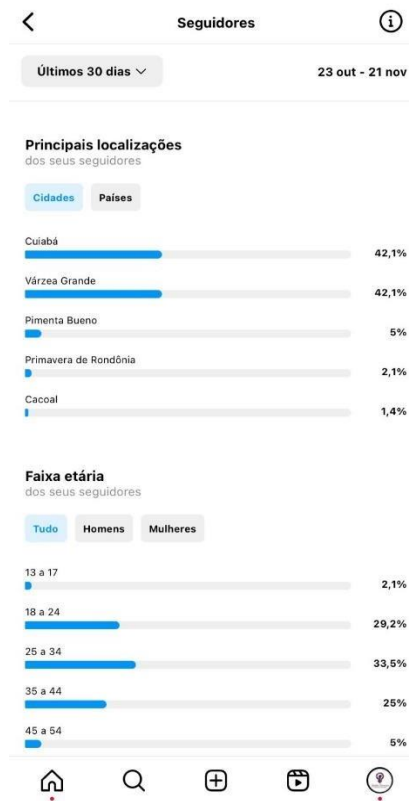 Seguidores
Últimos 30 dias
23 out - 21 nov
Principais localizações
dos seus seguidores
Cidades
Países
Cuiabá
42,1%
Várzea Grande
42,1%
Pimenta Bueno
5%
Primavera de Rondônia
2,1%
Cacoal
1,4%
Faixa etária
dos seus seguidores
Tudo
Homens
Mulheres
13 a 17
2,1%
18 a 24
29,2%
25 a 34
33,5%
35 a 44
25%
45 a 54
5%